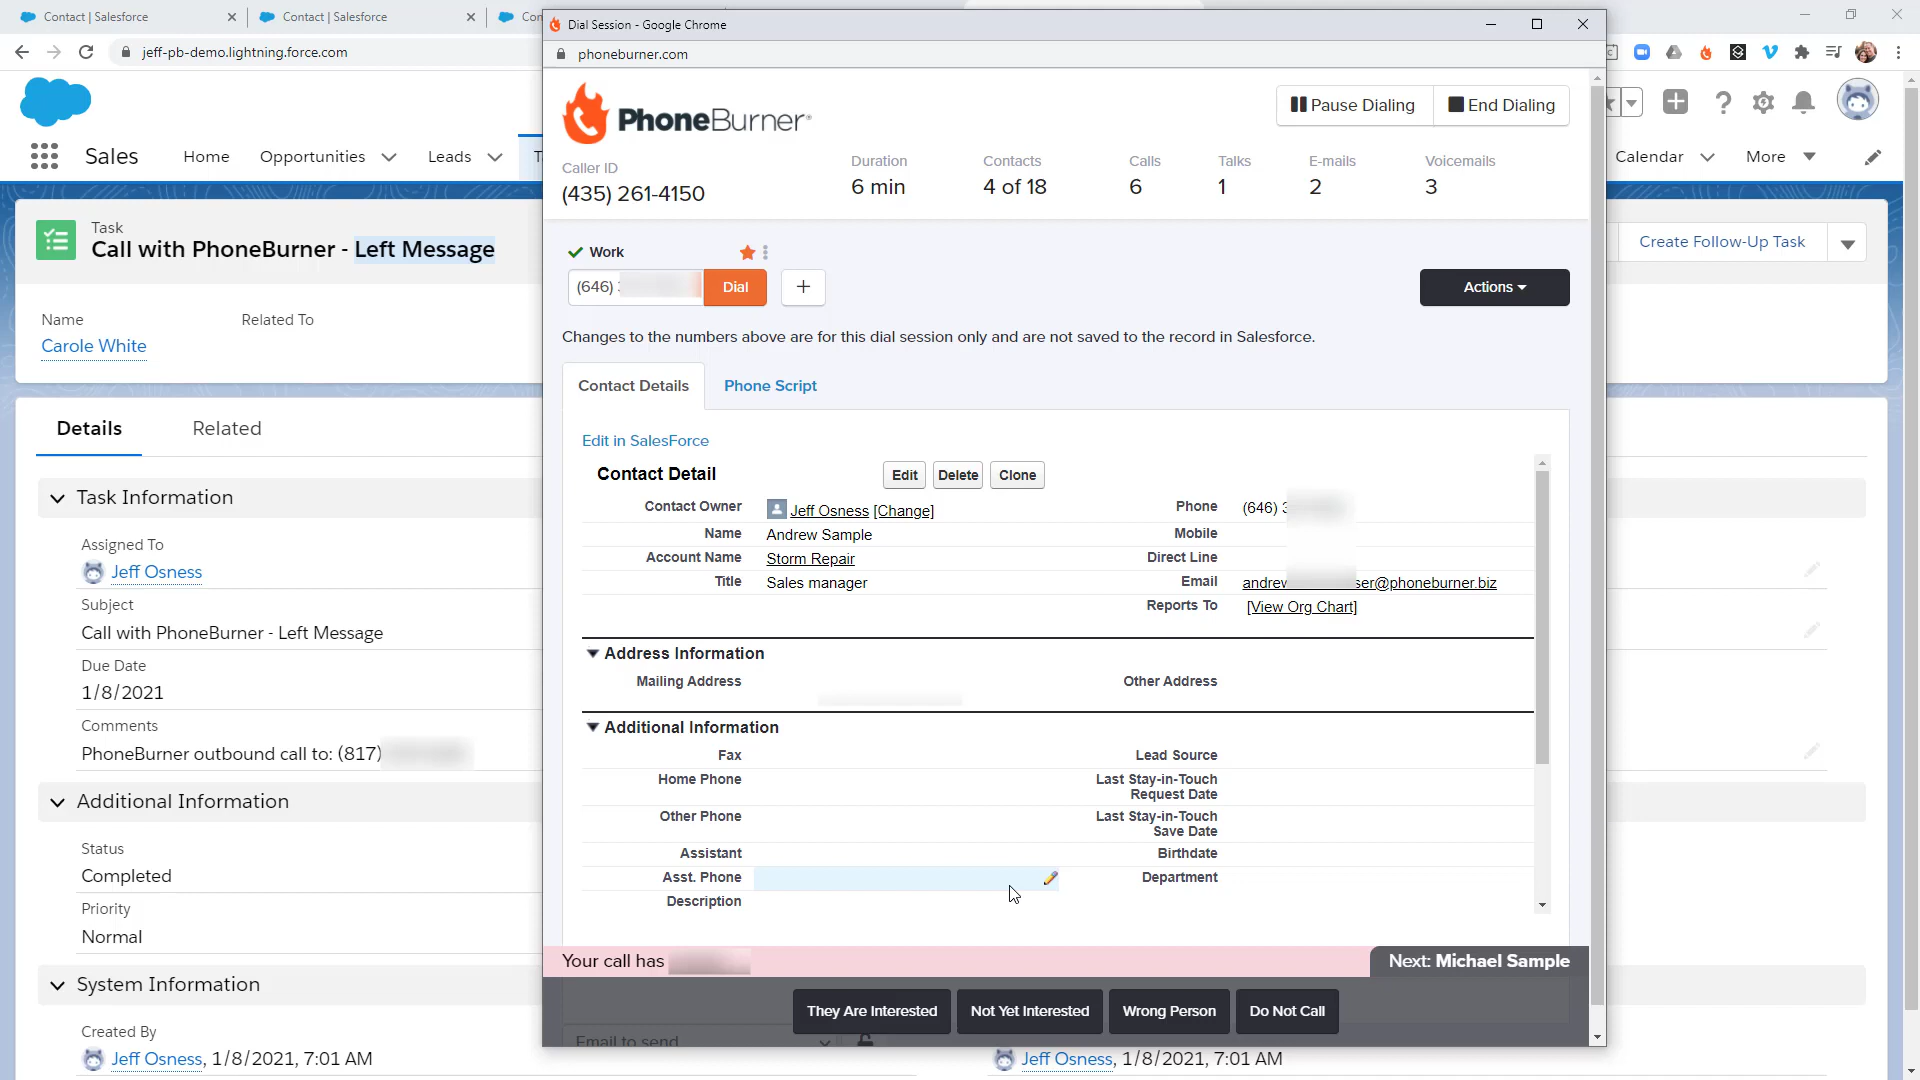 Contact | Salesforce
Contact | Salesforce
Dial Session - Google Chrome
jeff-pb-demo.lightning.force.com
phoneburner.com
PhoneBurner
Pause Dialing
End Dialing
Caller ID
(435) 261-4150
Duration
6 min
Contacts
4 of 18
Calls
6
Talks
1
E-mails
2
Voicemails
3
Sales
Home
Opportunities
Leads
Calendar
More
Task
Call with PhoneBurner - Left Message
Create Follow-Up Task
Name
Related To
Carole White
Details
Related
Task Information
Assigned To
Jeff Osness
Subject
Call with PhoneBurner - Left Message
Due Date
1/8/2021
Comments
PhoneBurner outbound call to: (817)
Additional Information
Status
Completed
Priority
Normal
System Information
Created By
Jeff Osness, 1/8/2021, 7:01 AM
Jeff Osness, 1/8/2021, 7:01 AM
Work
(646)
Dial
+
Actions
Changes to the numbers above are for this dial session only and are not saved to the record in Salesforce.
Contact Details
Phone Script
Edit in SalesForce
Contact Detail
Edit
Delete
Clone
Contact Owner
Jeff Osness [Change]
Phone
(646)
Name
Andrew Sample
Mobile
Account Name
Storm Repair
Direct Line
Title
Sales manager
Email
andrew ser@phoneburner.biz
Reports To
[View Org Chart]
Address Information
Mailing Address
Other Address
Additional Information
Fax
Lead Source
Home Phone
Last Stay-in-Touch
Request Date
Other Phone
Last Stay-in-Touch
Save Date
Assistant
Birthdate
Asst. Phone
Department
Description
Your call has
Next: Michael Sample
They Are Interested
Not Yet Interested
Wrong Person
Do Not Call
Email to send